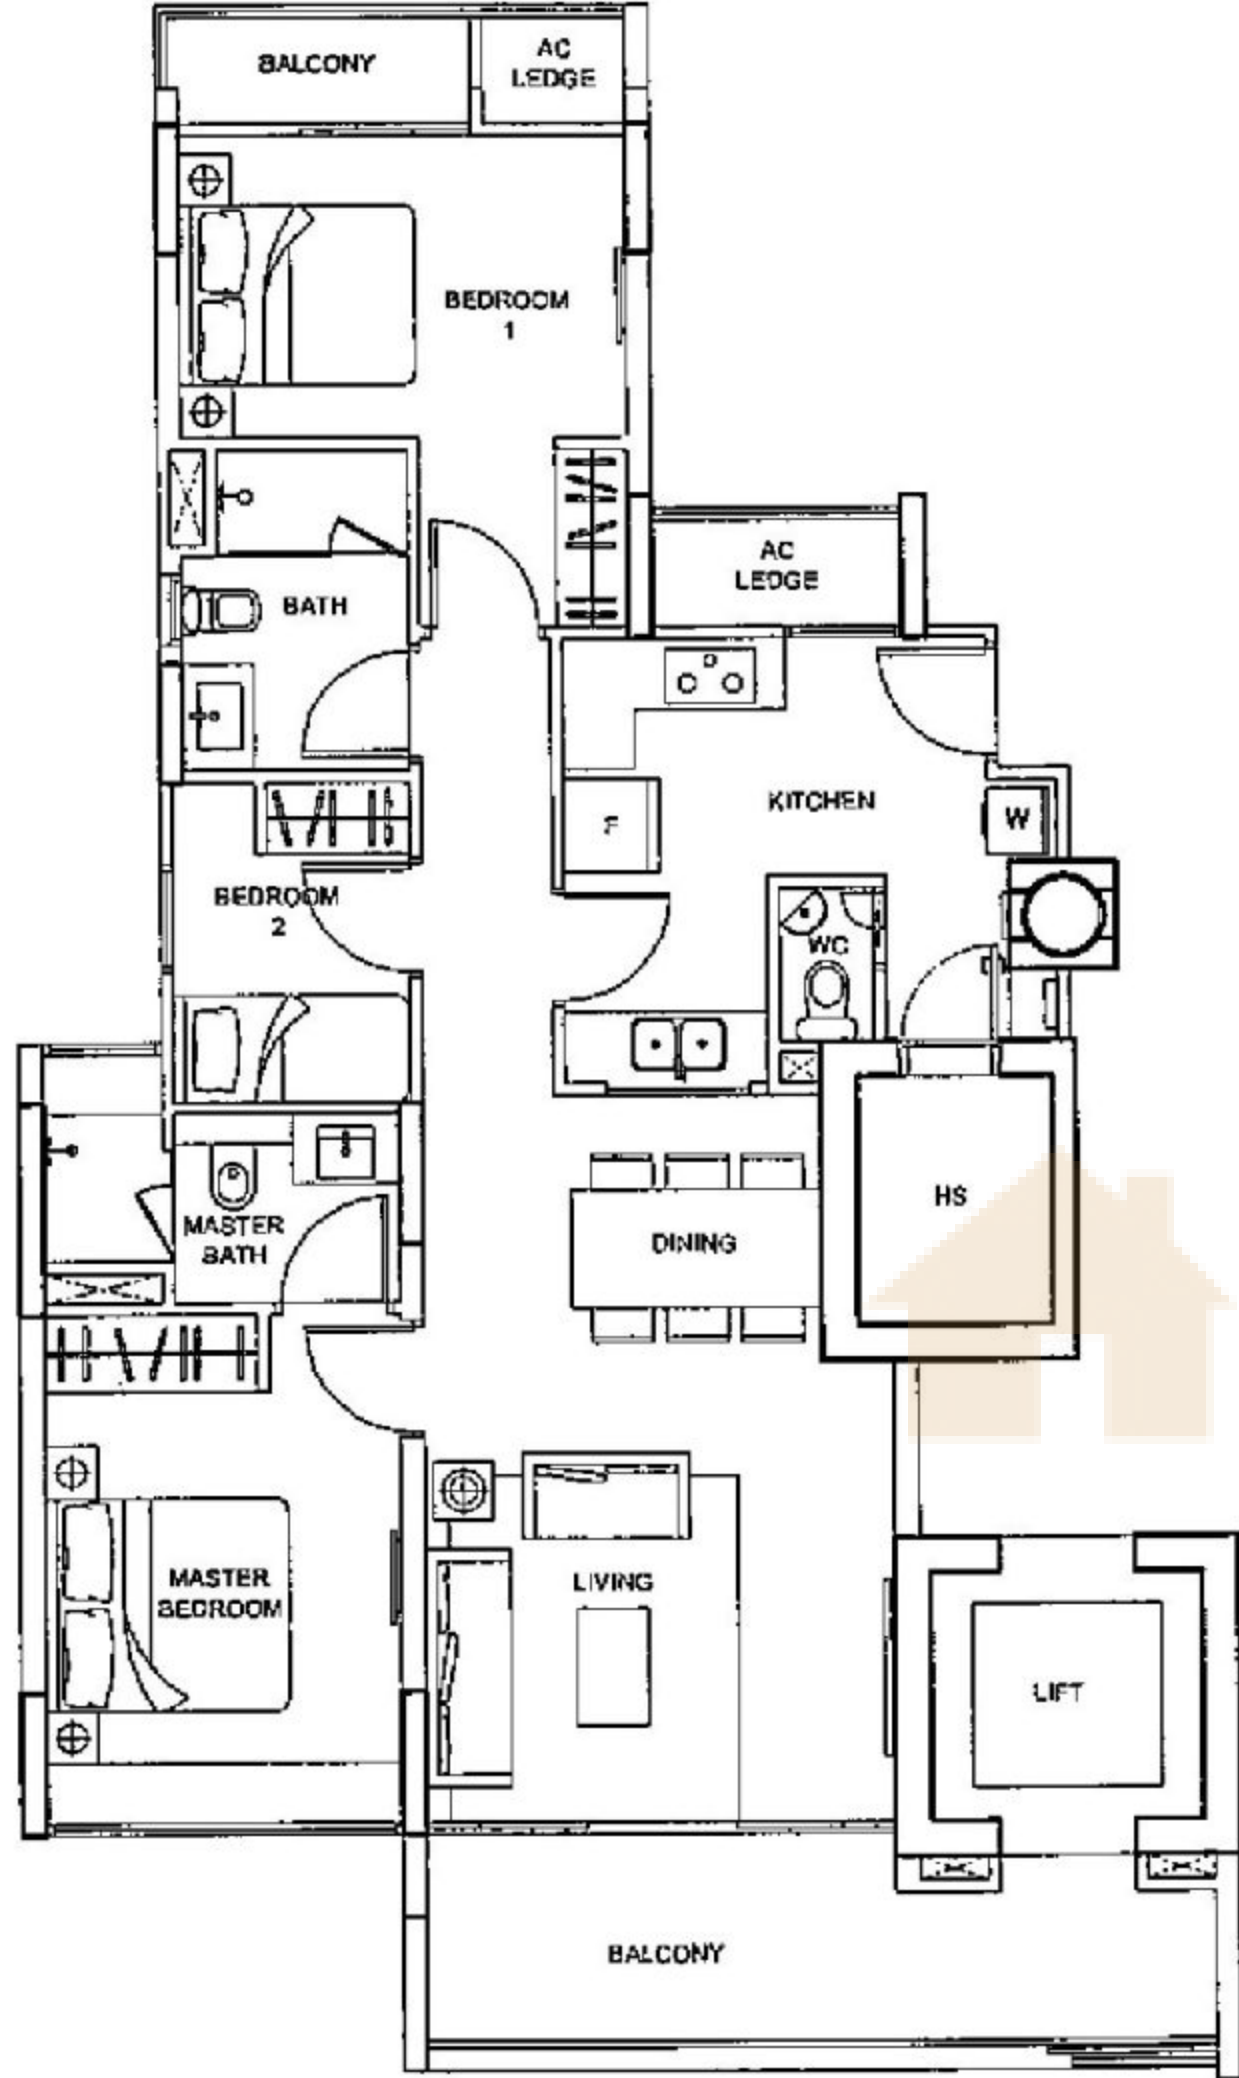 BALCONY
AC
LEDGE
BEDROOM
1
AC
LEDGE
BATH
KITCHEN
W
F
BEDROOM
2
WC
HS
MASTER
BATH
DINING
MASTER
BEDROOM
LIVING
LIFT
BALCONY